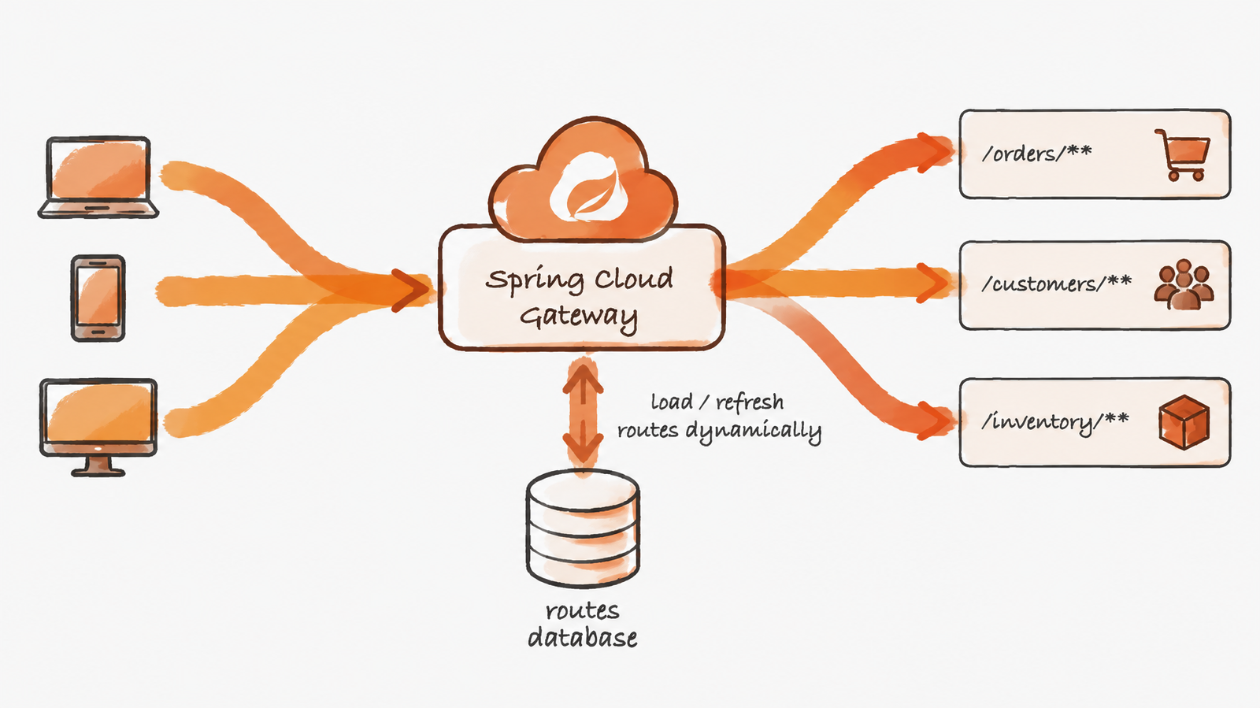 Spring Cloud
Gateway
/orders/**
/customers/**
/inventory/**
load / refresh
routes dynamically
routes
database